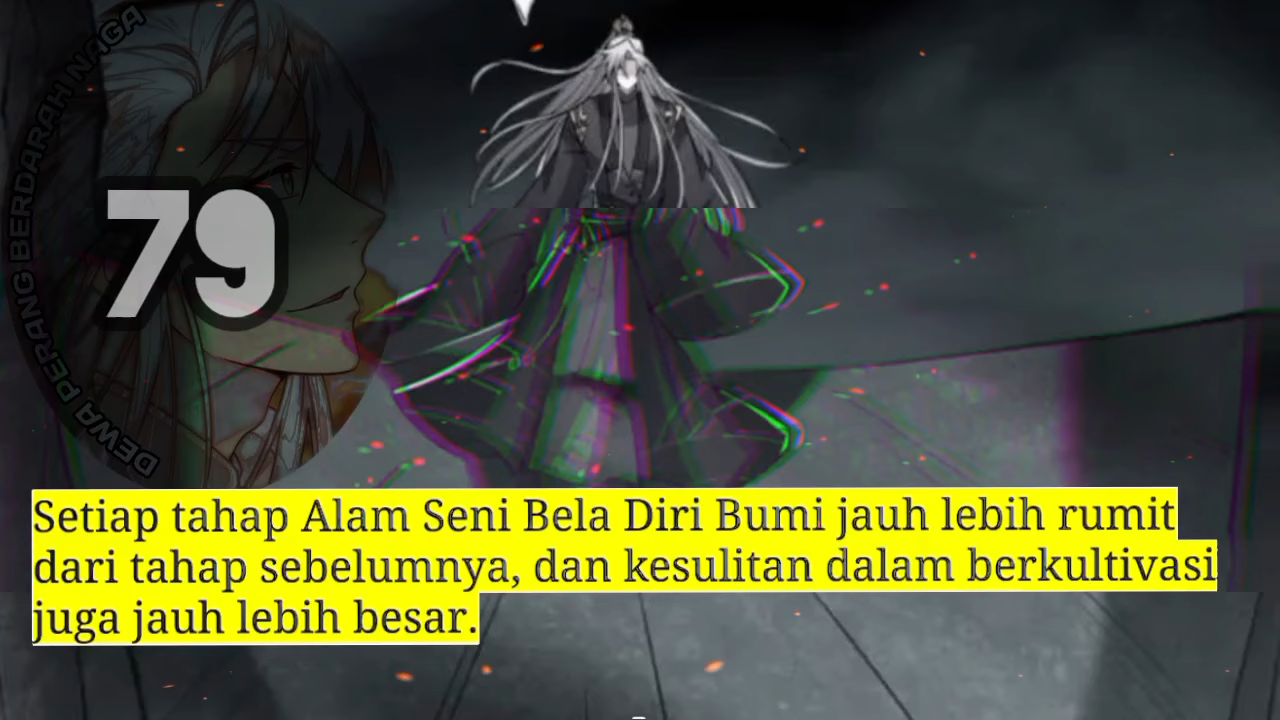 DEWA PERANG BERDARAH NAGA
79
Setiap tahap Alam Seni Bela Diri Bumi jauh lebih rumit
dari tahap sebelumnya, dan kesulitan dalam berkultivasi
juga jauh lebih besar.